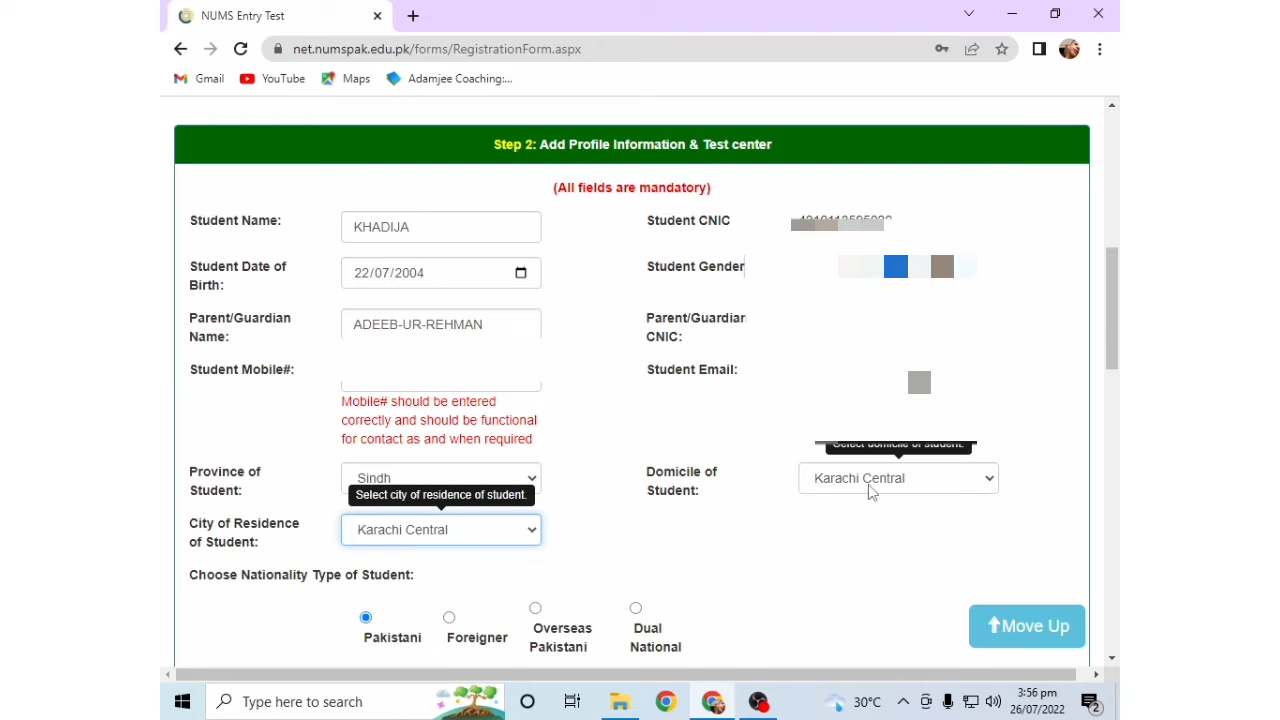 NUMS Entry Test
net.numspak.edu.pk/forms/RegistrationForm.aspx
Gmail YouTube Maps Adamjee Coaching:...
Step 2: Add Profile Information & Test center
(All fields are mandatory)
Student Name: KHADIJA Student CNIC
Student Date of Birth: 22/07/2004 Student Gender
Parent/Guardian Name: ADEEB-UR-REHMAN Parent/Guardian CNIC:
Student Mobile#: Student Email:
Mobile# should be entered
correctly and should be functional
for contact as and when required
Select domicile of student.
Province of Student: Sindh Domicile of Student: Karachi Central
Select city of residence of student.
City of Residence of Student: Karachi Central
Choose Nationality Type of Student:
Pakistani Foreigner Overseas Pakistani Dual National
Move Up
Type here to search 30°C 3:56 pm
26/07/2022 2